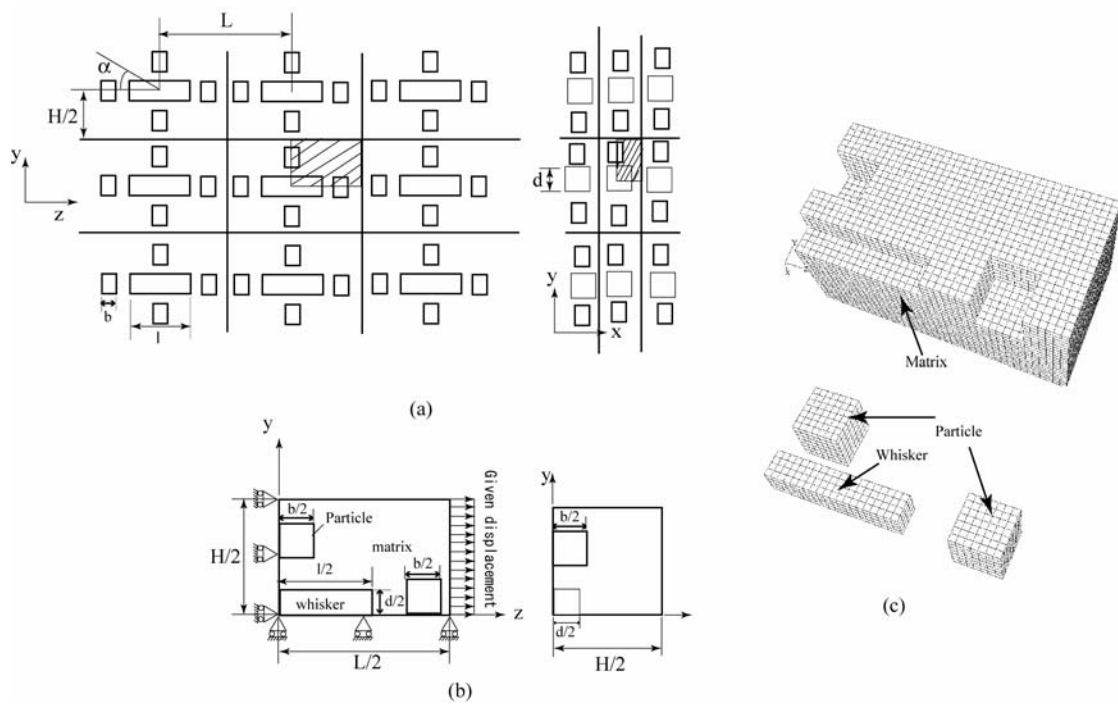 L
α
H/2
y
z
b
l
d
y
x
(a)
y
Given displacement
b/2
Particle
H/2
matrix
l/2
b/2
whisker
d/2
z
L/2
y
b/2
d/2
H/2
(b)
Matrix
Particle
Whisker
(c)